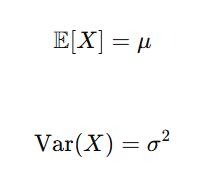 𝔼[X] = μ
Var(X) = σ²